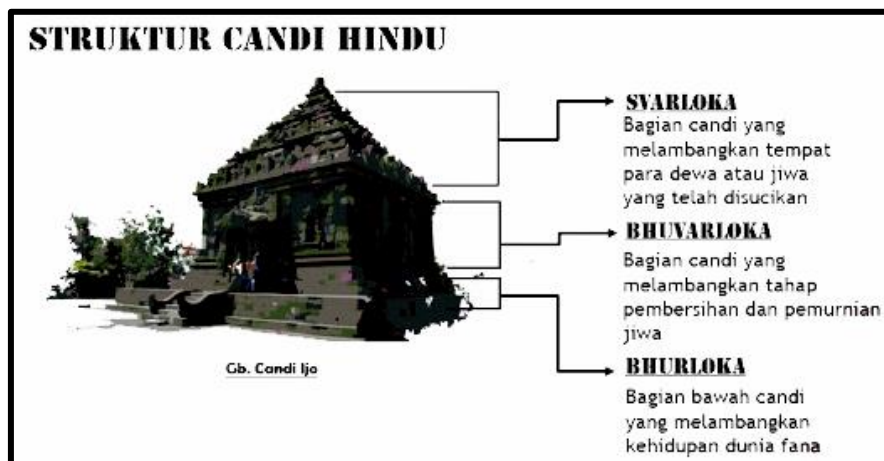 STRUKTUR CANDI HINDU
SVARLOKA
Bagian candi yang
melambangkan tempat
para dewa atau jiwa
yang telah disucikan
BHUVARLOKA
Bagian candi yang
melambangkan tahap
pembersihan dan pemurnian
jiwa
BHURLOKA
Bagian bawah candi
yang melambangkan
kehidupan dunia fana
Gb. Candi Ijo